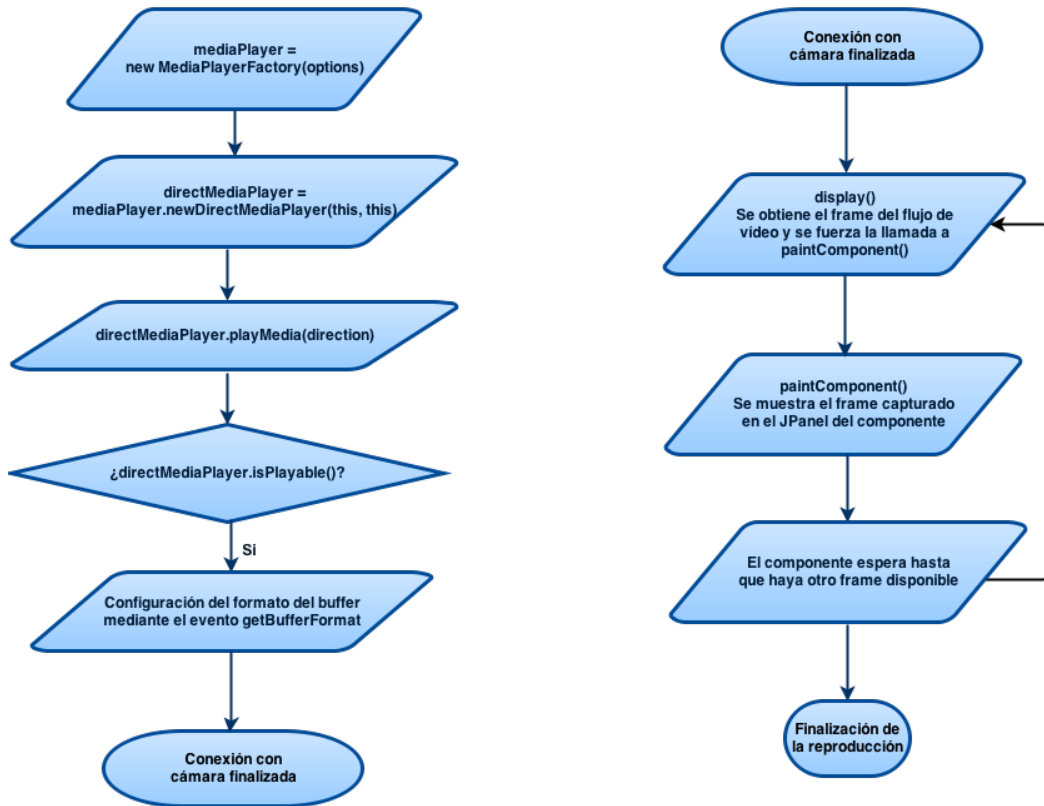 mediaPlayer =
new MediaPlayerFactory(options)
directMediaPlayer =
mediaPlayer.newDirectMediaPlayer(this, this)
directMediaPlayer.playMedia(direction)
¿directMediaPlayer.isPlayable()?
Si
Configuración del formato del buffer
mediante el evento getBufferFormat
Conexión con
cámara finalizada
Conexión con
cámara finalizada
display()
Se obtiene el frame del flujo de
vídeo y se fuerza la llamada a
paintComponent()
paintComponent()
Se muestra el frame capturado
en el JPanel del componente
El componente espera hasta
que haya otro frame disponible
Finalización de
la reproducción